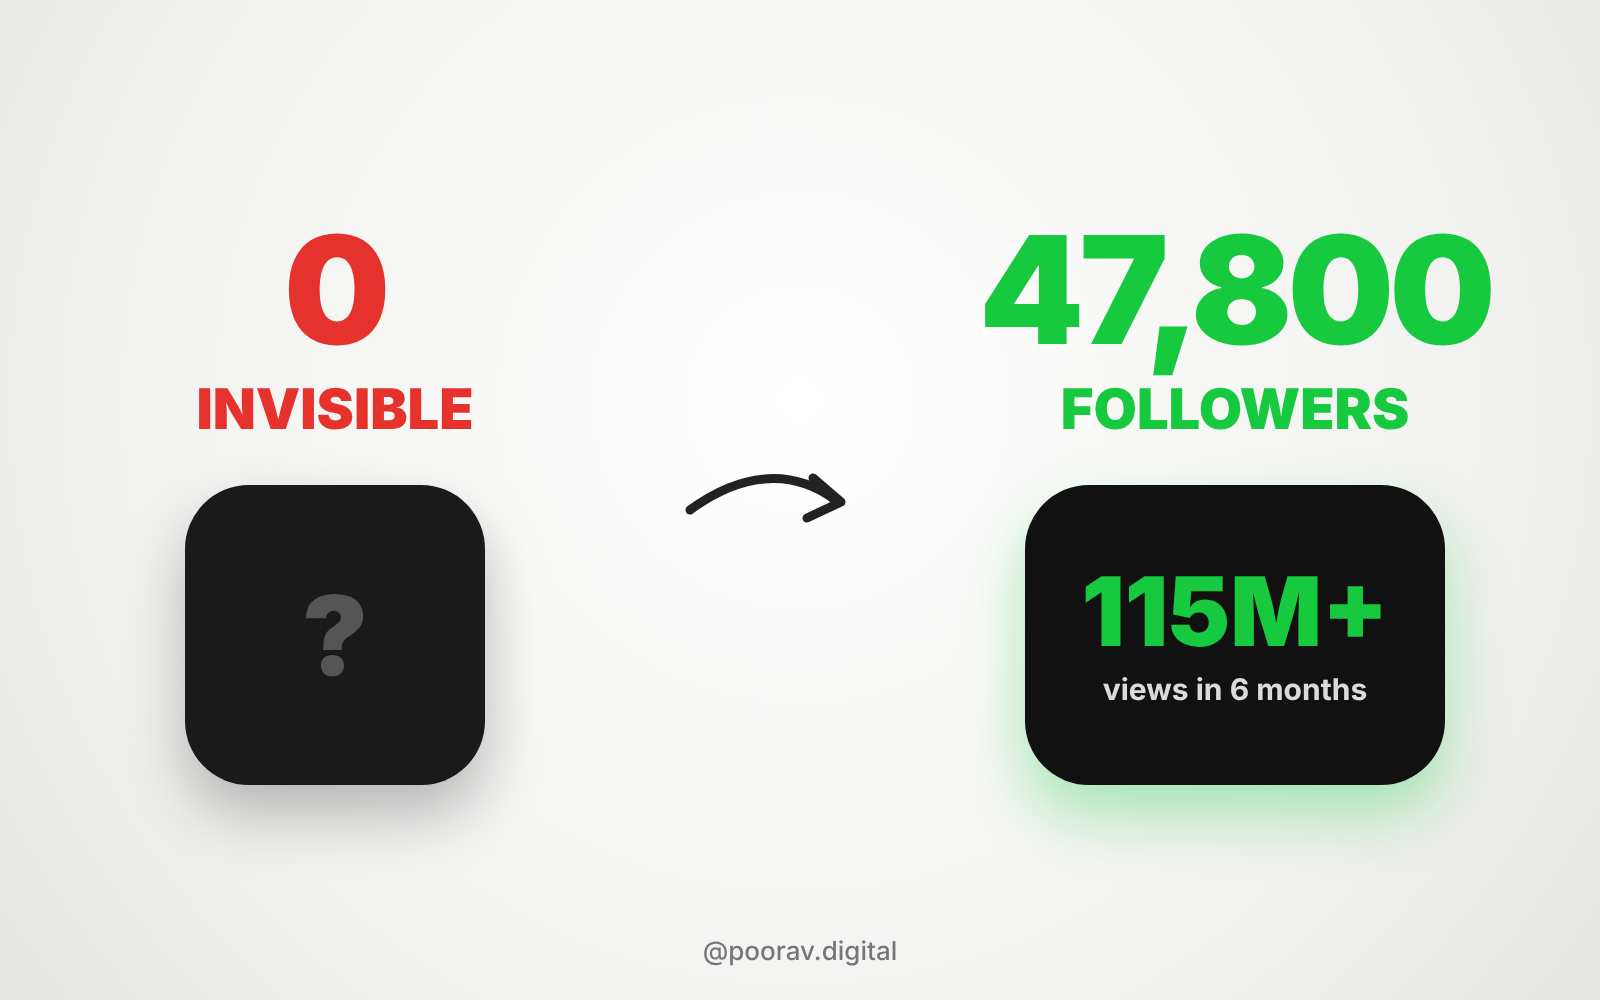 0
INVISIBLE
?
47,800
FOLLOWERS
115M+
views in 6 months
@poorav.digital